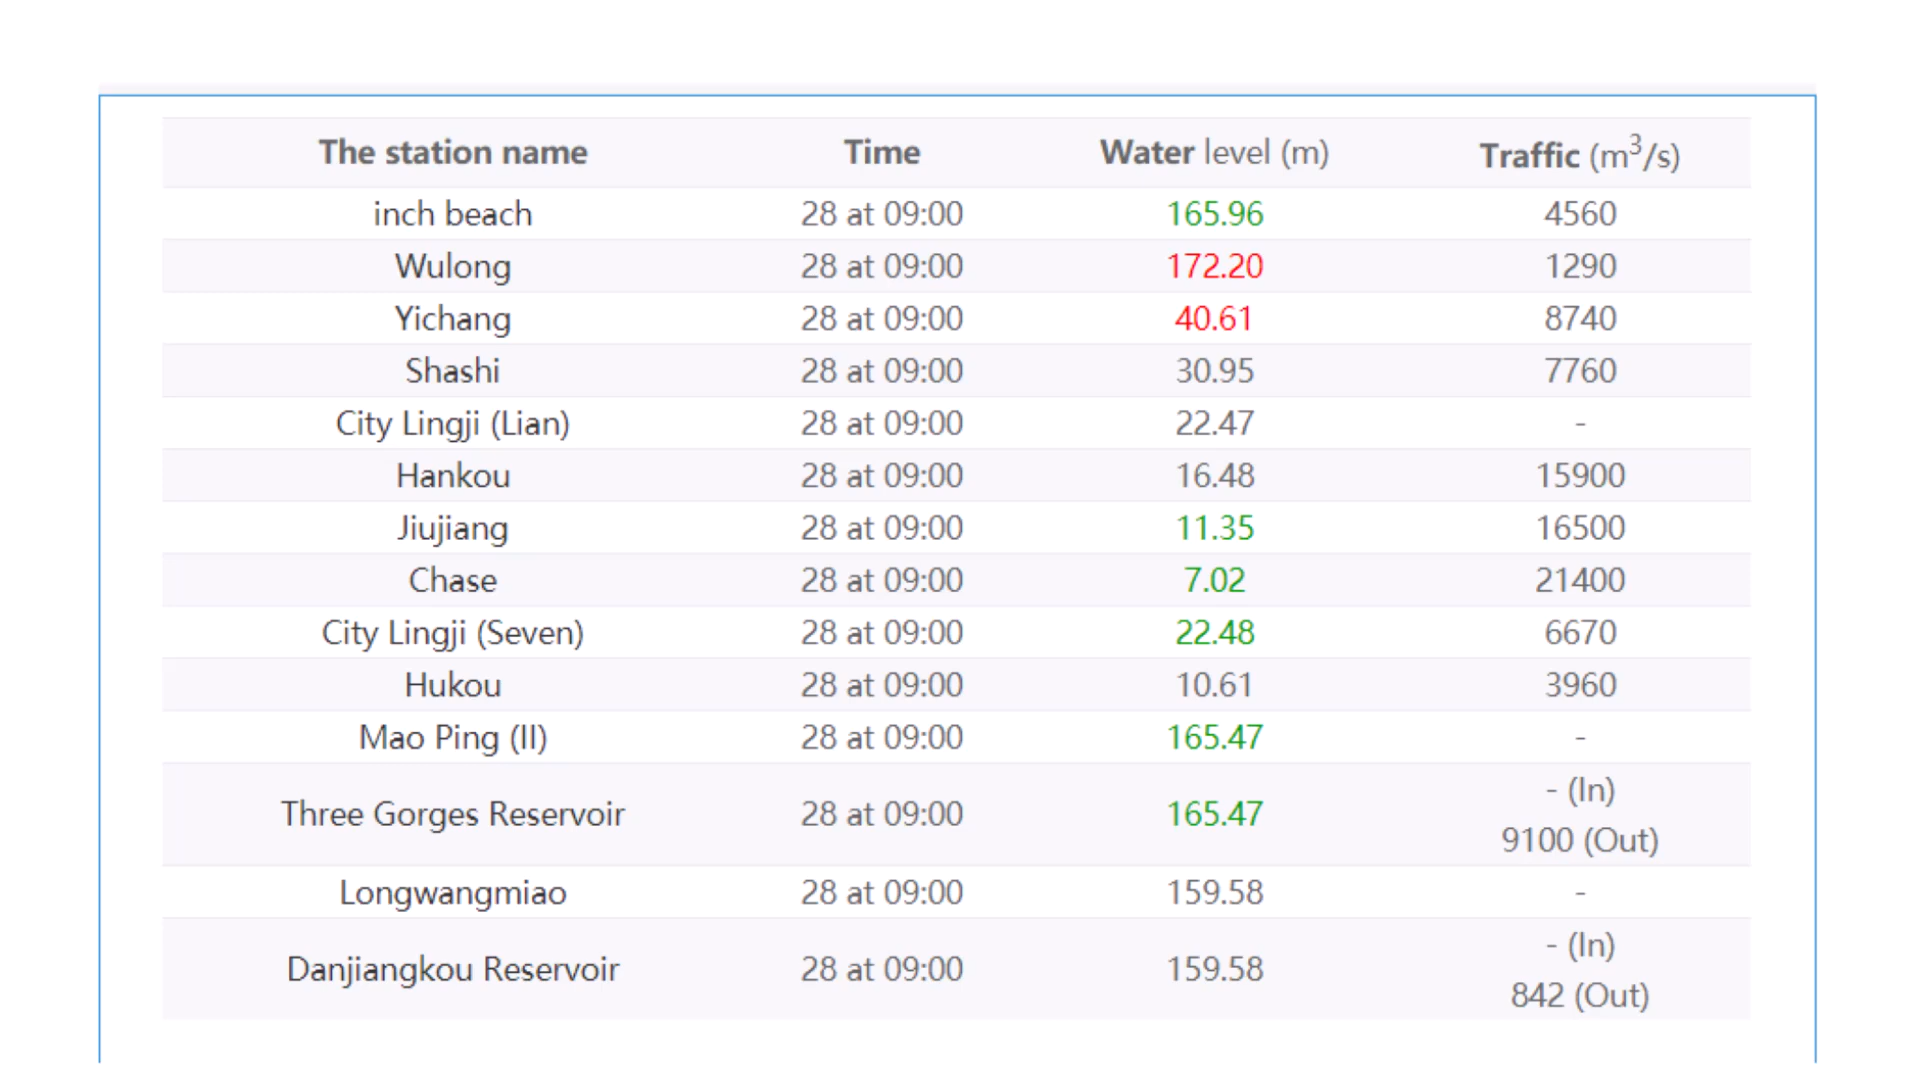 The station name Time Water level (m) Traffic (m³/s)
inch beach 28 at 09:00 165.96 4560
Wulong 28 at 09:00 172.20 1290
Yichang 28 at 09:00 40.61 8740
Shashi 28 at 09:00 30.95 7760
City Lingji (Lian) 28 at 09:00 22.47 -
Hankou 28 at 09:00 16.48 15900
Jiujiang 28 at 09:00 11.35 16500
Chase 28 at 09:00 7.02 21400
City Lingji (Seven) 28 at 09:00 22.48 6670
Hukou 28 at 09:00 10.61 3960
Mao Ping (II) 28 at 09:00 165.47 -
Three Gorges Reservoir 28 at 09:00 165.47 - (In)
9100 (Out)
Longwangmiao 28 at 09:00 159.58 -
Danjiangkou Reservoir 28 at 09:00 159.58 - (In)
842 (Out)